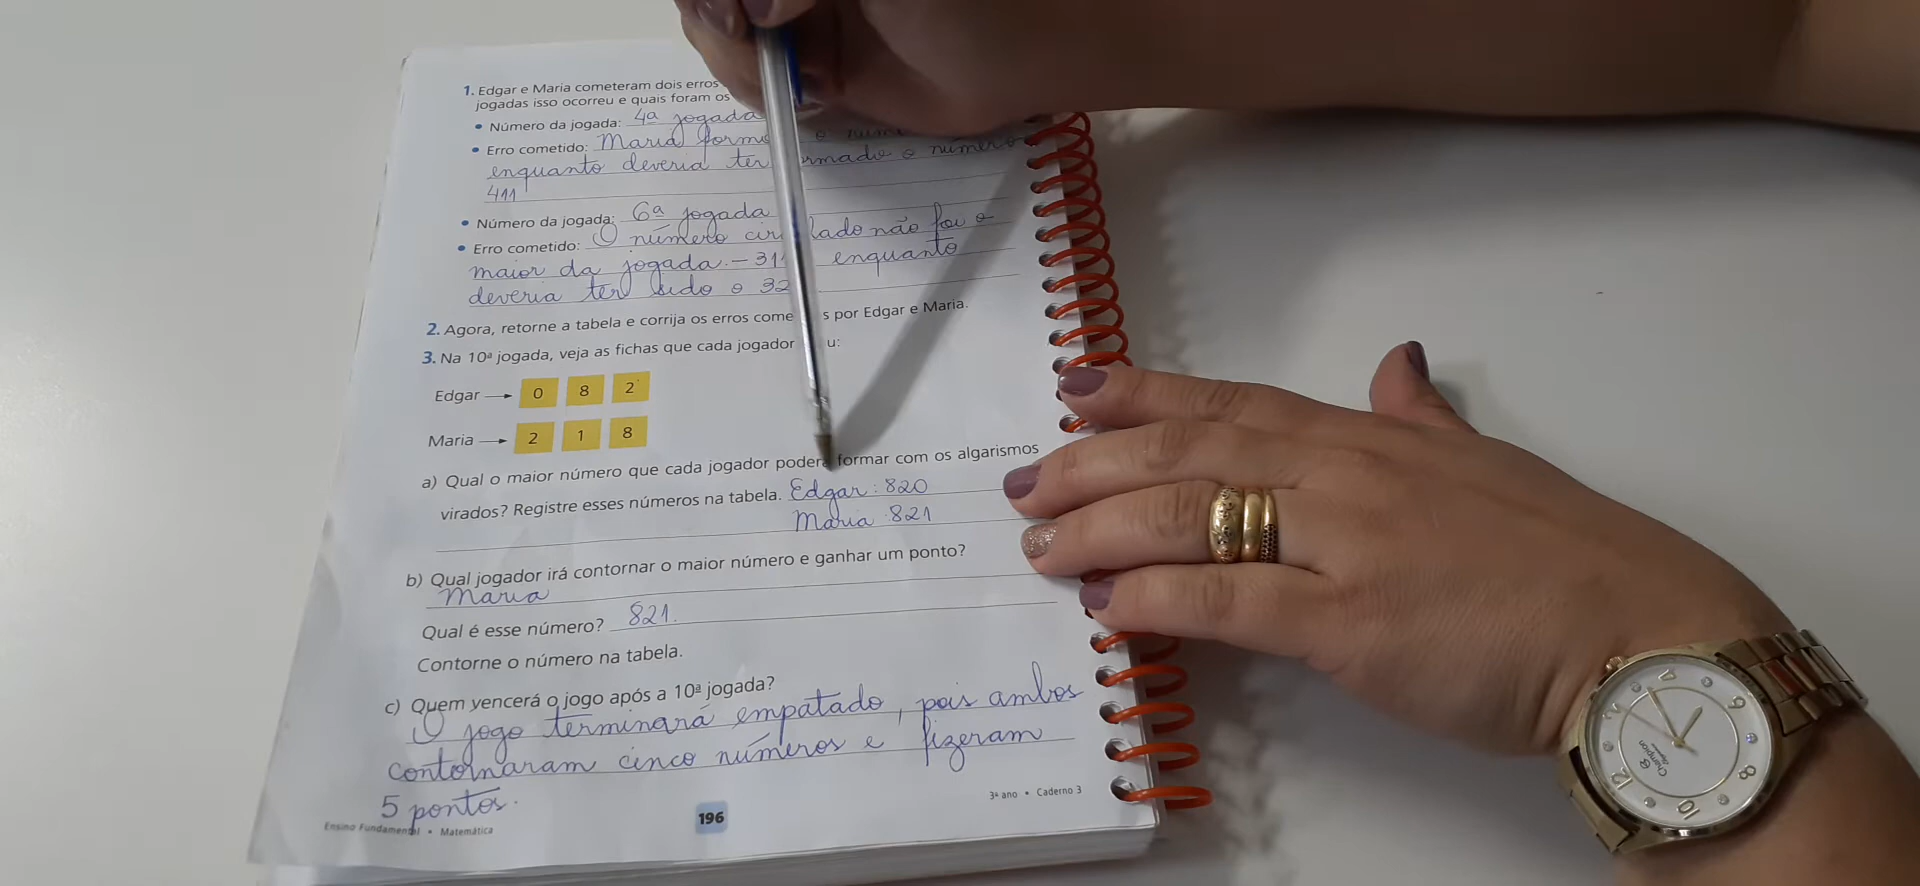 1. Edgar e Maria cometeram dois erros
jogadas isso ocorreu e quais foram os
• Número da jogada: 4ª jogada
• Erro cometido: Maria o
enquanto deveria ter o número
411
• Número da jogada: 6ª jogada
• Erro cometido: O número não foi o
maior da jogada. – enquanto
deveria ter sido o
2. Agora, retorne a tabela e corrija os erros por Edgar e Maria.
3. Na 10ª jogada, veja as fichas que cada jogador
Edgar → 0 8 2
Maria → 2 1 8
a) Qual o maior número que cada jogador poderá formar com os algarismos
virados? Registre esses números na tabela. Edgar: 820
Maria: 821
b) Qual jogador irá contornar o maior número e ganhar um ponto?
Maria
Qual é esse número? 821.
Contorne o número na tabela.
c) Quem vencerá o jogo após a 10ª jogada?
O jogo terminará empatado, pois ambos
contornaram cinco números e fizeram
5 pontos.
3º ano • Caderno 3
Ensino Fundamental • Matemática
196
Champion